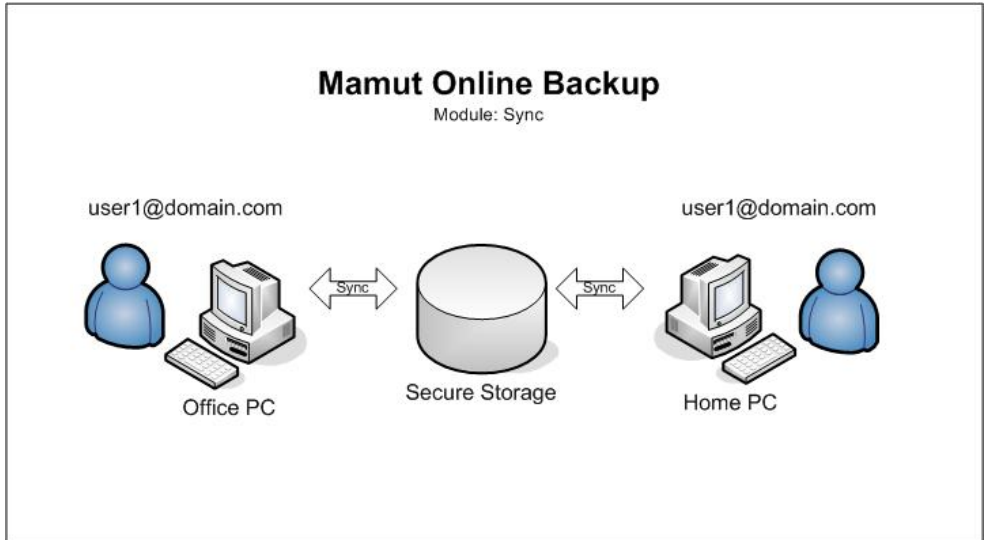 Mamut Online Backup
Module: Sync
user1@domain.com
user1@domain.com
Sync
Sync
Office PC
Secure Storage
Home PC